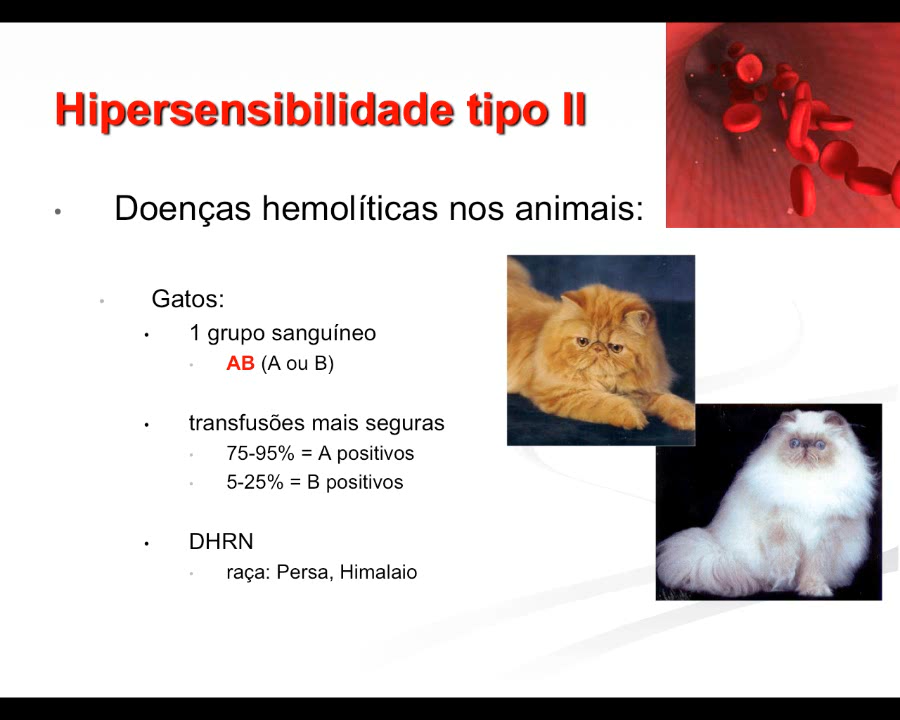 Hipersensibilidade tipo II
• Doenças hemolíticas nos animais:
• Gatos:
• 1 grupo sanguíneo
• AB (A ou B)
• transfusões mais seguras
• 75-95% = A positivos
• 5-25% = B positivos
• DHRN
• raça: Persa, Himalaio